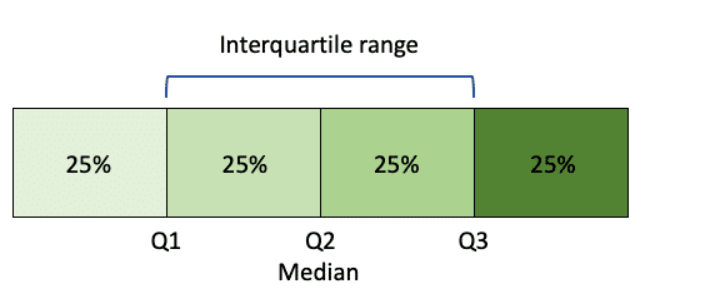 Interquartile range
25% 25% 25% 25%
Q1 Q2 Q3
Median